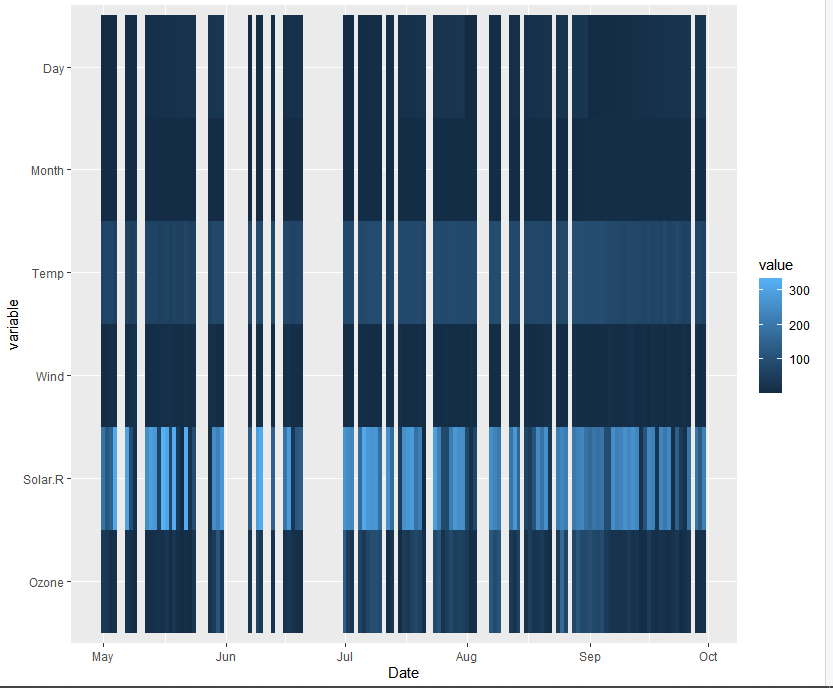 Day
Month
Temp
Wind
Solar.R
Ozone
variable
May Jun Jul Aug Sep Oct
Date
value
300
200
100